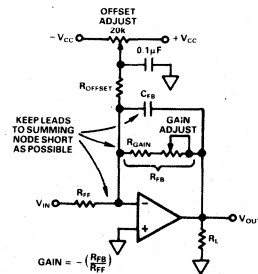 OFFSET
ADJUST
20k
- VCC
+ VCC
0.1µF
ROFFSET
CFB
KEEP LEADS
TO SUMMING
NODE SHORT
AS POSSIBLE
GAIN
ADJUST
RGAIN
RFB
RFF
VIN
-
+
VOUT
RL
GAIN = -(RFB/RFF)